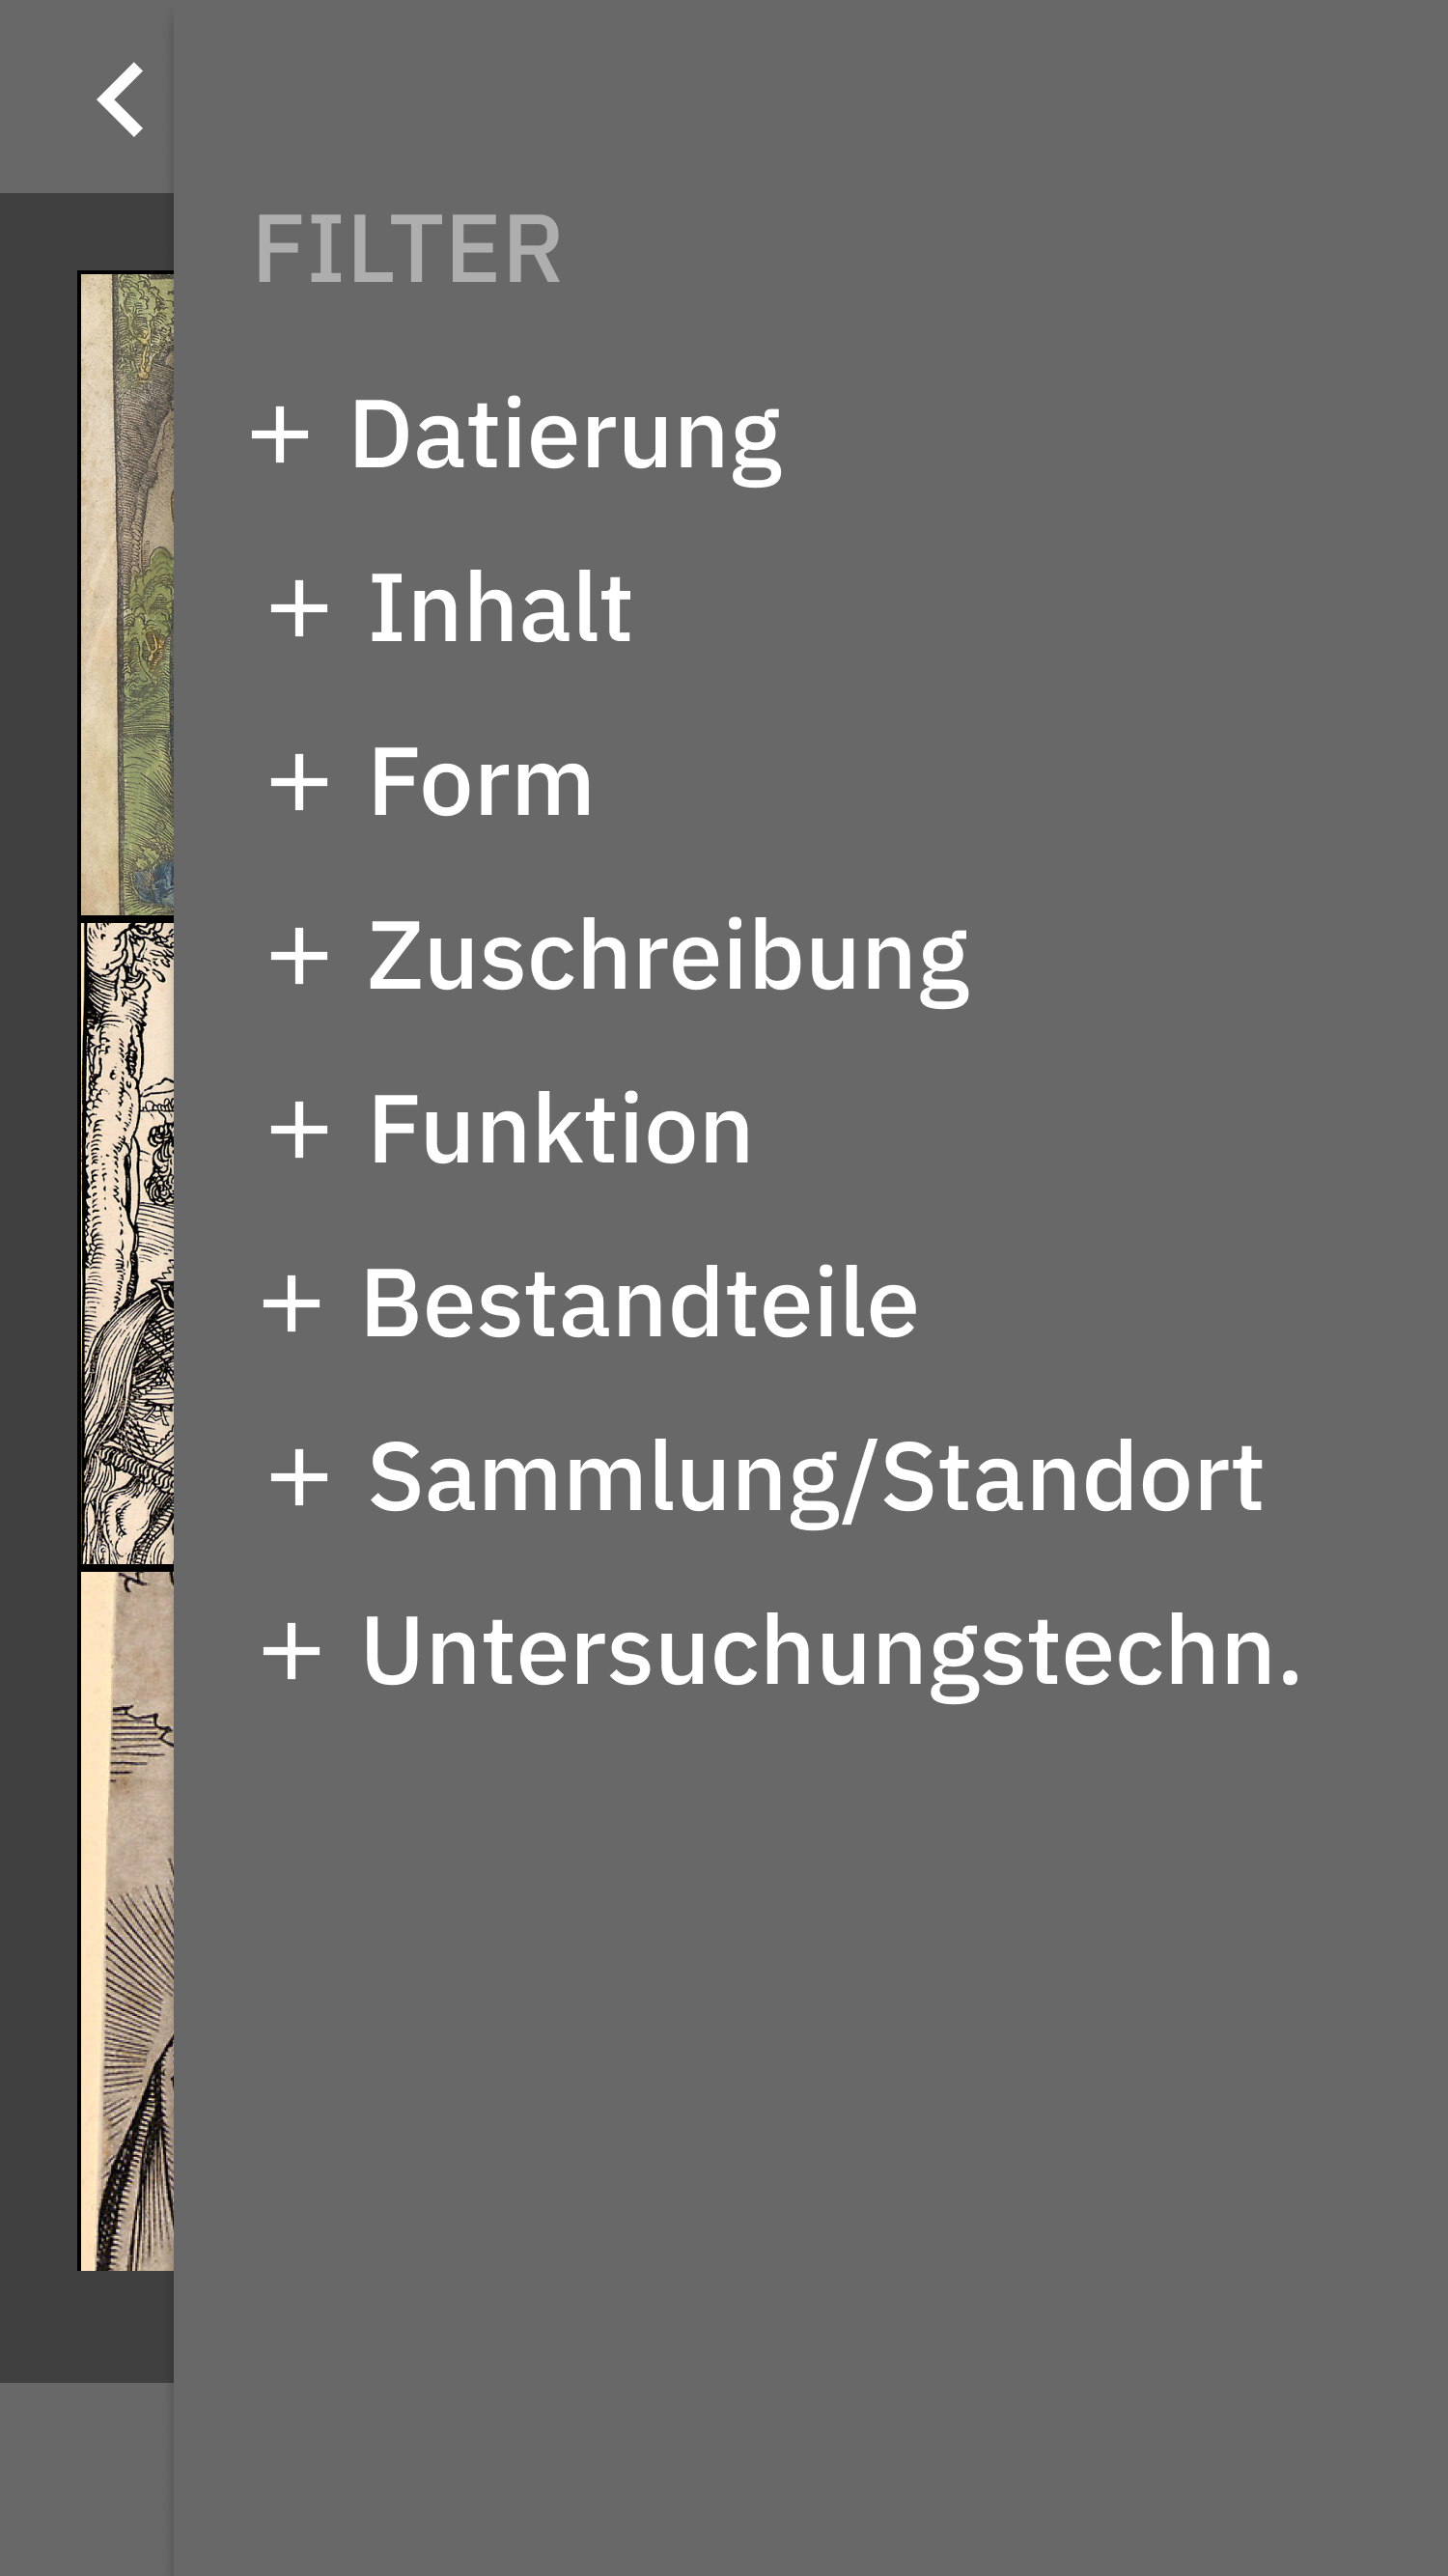 FILTER
+ Datierung
+ Inhalt
+ Form
+ Zuschreibung
+ Funktion
+ Bestandteile
+ Sammlung/Standort
+ Untersuchungstechn.